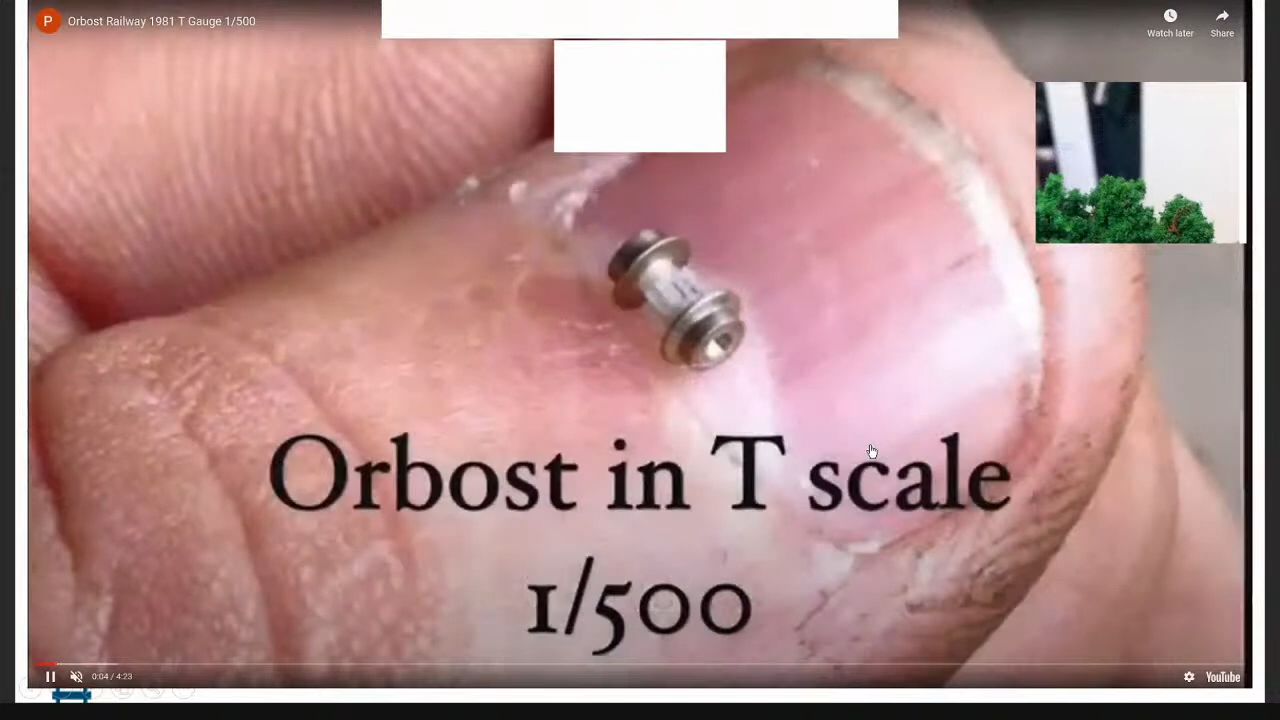 P
Orbost Railway 1981 T Gauge 1/500
Watch later
Share
Orbost in T scale
1/500
0:04 / 4:23
YouTube